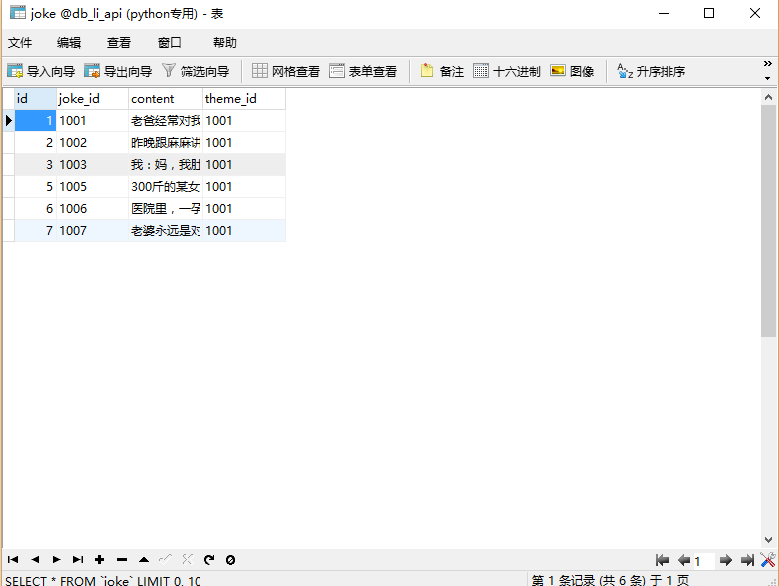 joke @db_li_api (python专用) - 表
文件 编辑 查看 窗口 帮助
导入向导 导出向导 筛选向导 网格查看 表单查看 备注 十六进制 图像 升序排序
id joke_id content theme_id
1 1001 老爸经常对我 1001
2 1002 昨晚跟麻麻讲 1001
3 1003 我：妈，我肚 1001
5 1005 300斤的某女 1001
6 1006 医院里，一孕 1001
7 1007 老婆永远是对 1001
1
SELECT * FROM `joke` LIMIT 0, 10 第 1 条记录 (共 6 条) 于 1 页